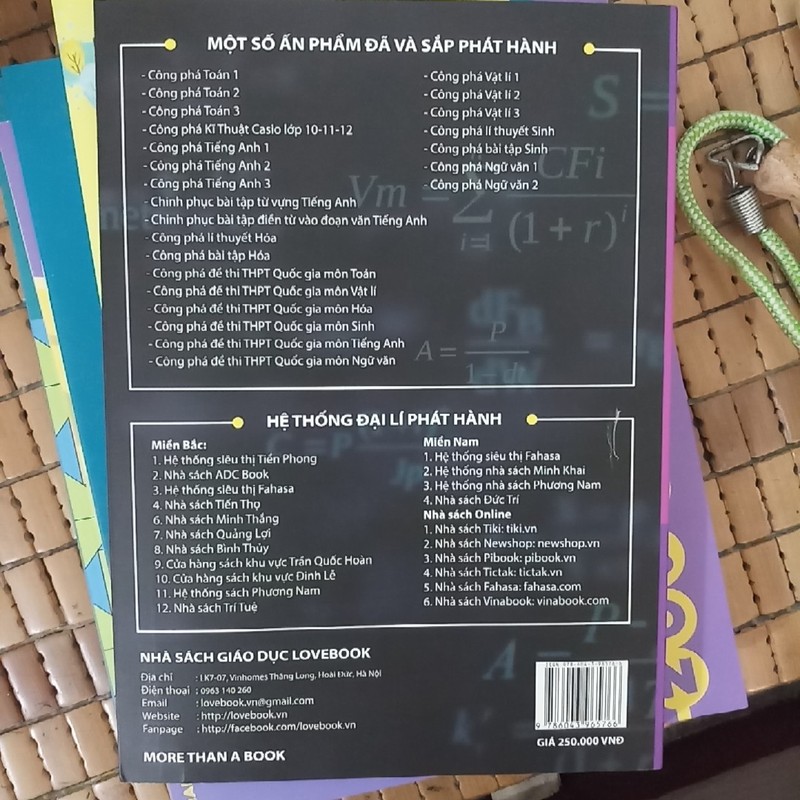 MỘT SỐ ẤN PHẨM ĐÃ VÀ SẮP PHÁT HÀNH
- Công phá Toán 1
- Công phá Toán 2
- Công phá Toán 3
- Công phá Kĩ Thuật Casio lớp 10-11-12
- Công phá Tiếng Anh 1
- Công phá Tiếng Anh 2
- Công phá Tiếng Anh 3
- Chinh phục bài tập từ vựng Tiếng Anh
- Chinh phục bài tập điền từ vào đoạn văn Tiếng Anh
- Công phá lí thuyết Hóa
- Công phá bài tập Hóa
- Công phá đề thi THPT Quốc gia môn Toán
- Công phá đề thi THPT Quốc gia môn Vật lí
- Công phá đề thi THPT Quốc gia môn Hóa
- Công phá đề thi THPT Quốc gia môn Sinh
- Công phá đề thi THPT Quốc gia môn Tiếng Anh
- Công phá đề thi THPT Quốc gia môn Ngữ văn
- Công phá Vật lí 1
- Công phá Vật lí 2
- Công phá Vật lí 3
- Công phá lí thuyết Sinh
- Công phá bài tập Sinh
- Công phá Ngữ văn 1
- Công phá Ngữ văn 2
HỆ THỐNG ĐẠI LÍ PHÁT HÀNH
Miền Bắc:
1. Hệ thống siêu thị Tiền Phong
2. Nhà sách ADC Book
3. Hệ thống siêu thị Fahasa
4. Nhà sách Tiến Thọ
6. Nhà sách Minh Thắng
7. Nhà sách Quảng Lợi
8. Nhà sách Bình Thủy
9. Cửa hàng sách khu vực Trần Quốc Hoàn
10. Cửa hàng sách khu vực Đinh Lễ
11. Hệ thống sách Phương Nam
12. Nhà sách Trí Tuệ
Miền Nam
1. Hệ thống siêu thị Fahasa
2. Hệ thống nhà sách Minh Khai
3. Hệ thống nhà sách Phương Nam
4. Nhà sách Đức Trí
Nhà sách Online
1. Nhà sách Tiki: tiki.vn
2. Nhà sách Newshop: newshop.vn
3. Nhà sách Pibook: pibook.vn
4. Nhà sách Tictak: tictak.vn
5. Nhà sách Fahasa: fahasa.com
6. Nhà sách Vinabook: vinabook.com
NHÀ SÁCH GIÁO DỤC LOVEBOOK
Địa chỉ : LK7-07, Vinhomes Thăng Long, Hoài Đức, Hà Nội
Điện thoại : 0963 140 260
Email : lovebook.vn@gmail.com
Website : http://lovebook.vn
Fanpage : http://facebook.com/lovebook.vn
MORE THAN A BOOK
9 786043 965766
GIÁ 250.000 VNĐ